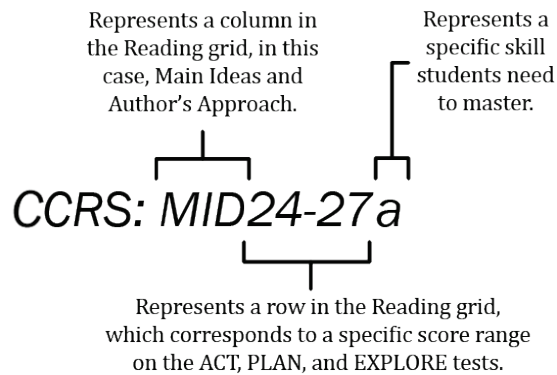 Represents a column in
the Reading grid, in this
case, Main Ideas and
Author's Approach.
Represents a
specific skill
students need
to master.
CCRS: MID24-27a
Represents a row in the Reading grid,
which corresponds to a specific score range
on the ACT, PLAN, and EXPLORE tests.